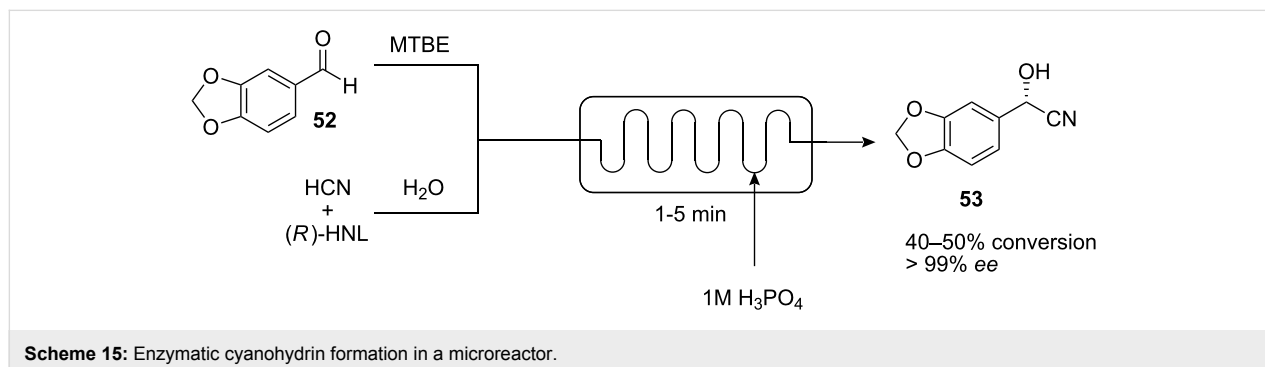 O
H
O
O
52
MTBE
HCN
+
(R)-HNL
H₂O
1-5 min
1M H₃PO₄
OH
CN
O
O
53
40–50% conversion
> 99% ee
Scheme 15: Enzymatic cyanohydrin formation in a microreactor.